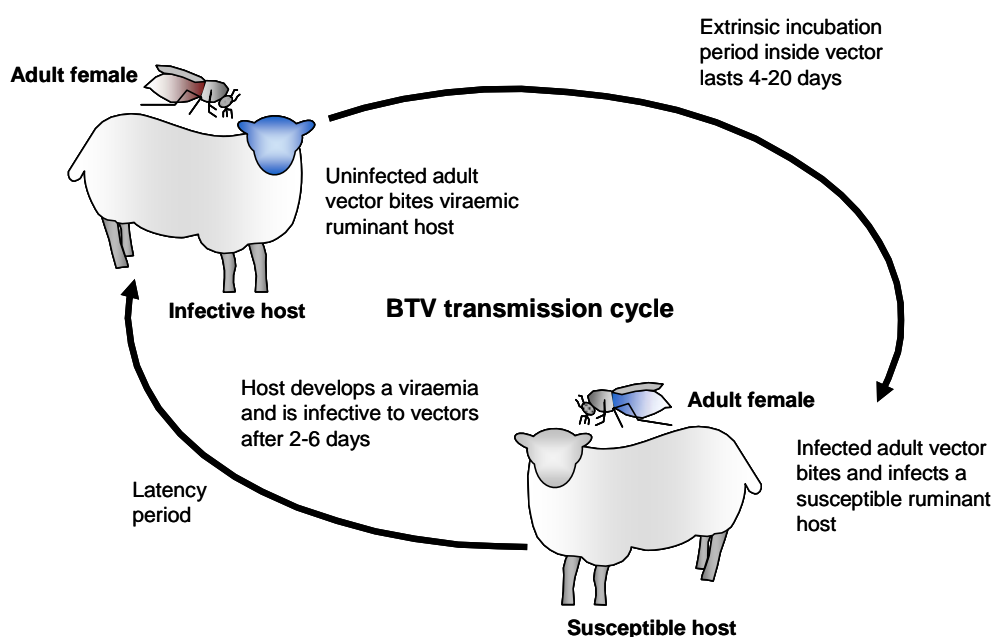 Extrinsic incubation
period inside vector
lasts 4-20 days
Adult female
Uninfected adult
vector bites viraemic
ruminant host
Infective host
BTV transmission cycle
Host develops a viraemia
and is infective to vectors
after 2-6 days
Adult female
Infected adult vector
bites and infects a
susceptible ruminant
host
Latency
period
Susceptible host